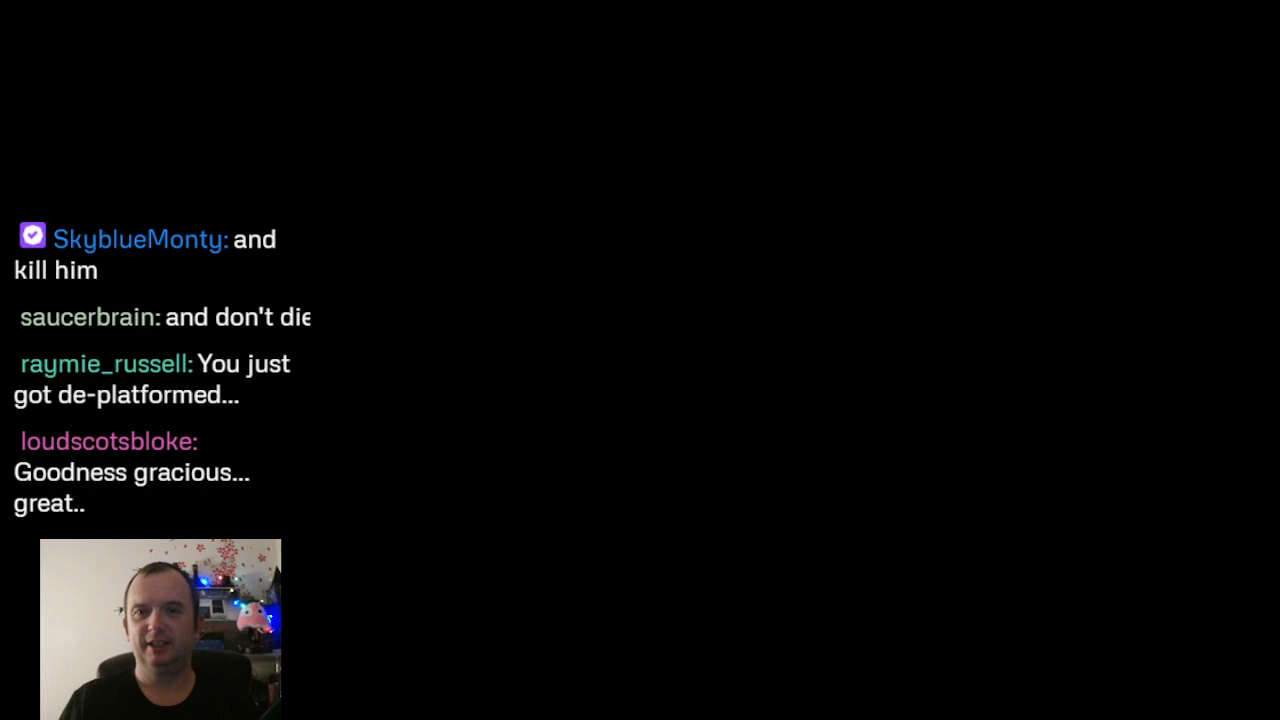 SkyblueMonty: and
kill him
saucerbrain: and don't die
raymie_russell: You just
got de-platformed...
loudscotsbloke:
Goodness gracious...
great..